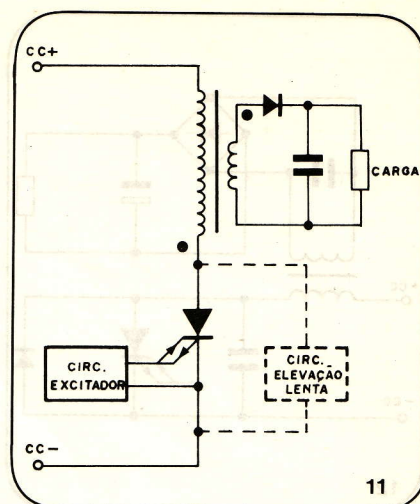 CC+
CARGA
CIRC.
EXCITADOR
CIRC.
ELEVAÇÃO
LENTA
CC-
11